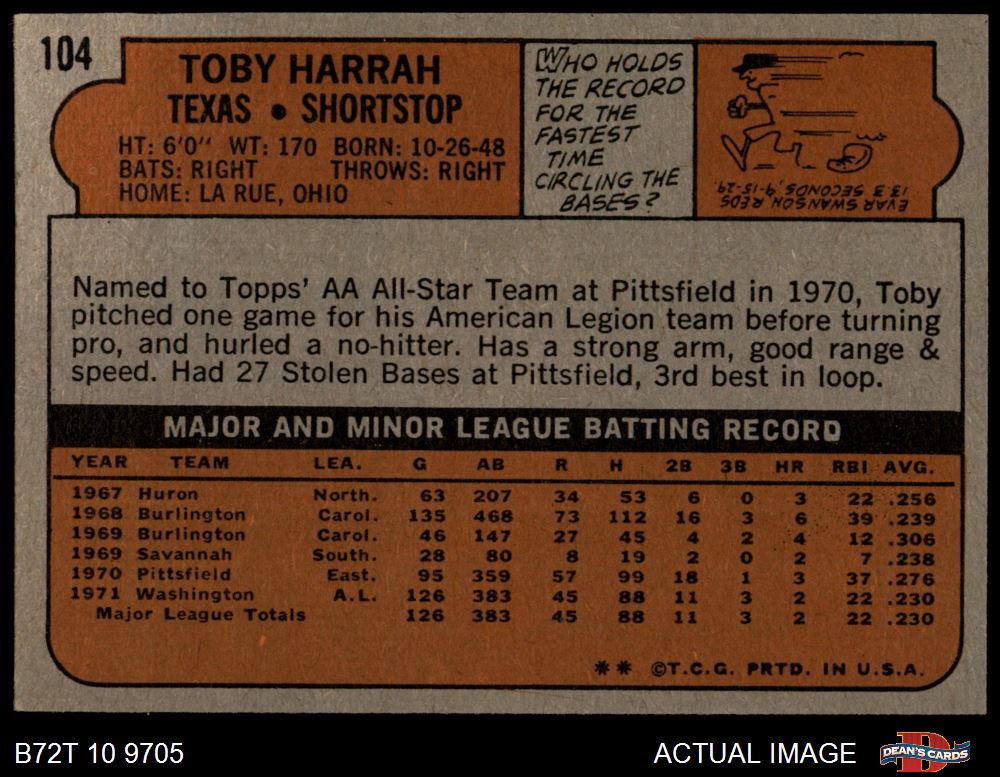 104
TOBY HARRAH
TEXAS • SHORTSTOP
HT: 6'0" WT: 170 BORN: 10-26-48
BATS: RIGHT THROWS: RIGHT
HOME: LA RUE, OHIO
WHO HOLDS
THE RECORD
FOR THE
FASTEST
TIME
CIRCLING THE
BASES?
EVAR SWANSON REDS
13.3 SECONDS, 9-15-29.
Named to Topps' AA All-Star Team at Pittsfield in 1970, Toby
pitched one game for his American Legion team before turning
pro, and hurled a no-hitter. Has a strong arm, good range &
speed. Had 27 Stolen Bases at Pittsfield, 3rd best in loop.
MAJOR AND MINOR LEAGUE BATTING RECORD
YEAR TEAM LEA. G AB R H 2B 3B HR RBI AVG.
1967 Huron North. 63 207 34 53 6 0 3 22 .256
1968 Burlington Carol. 135 468 73 112 16 3 6 39 .239
1969 Burlington Carol. 46 147 27 45 4 2 4 12 .306
1969 Savannah South. 28 80 8 19 2 0 2 7 .238
1970 Pittsfield East. 95 359 57 99 18 1 3 37 .276
1971 Washington A.L. 126 383 45 88 11 3 2 22 .230
Major League Totals 126 383 45 88 11 3 2 22 .230
** ©T.C.G. PRTD. IN U.S.A.
B72T 10 9705
ACTUAL IMAGE
DEAN'S CARDS